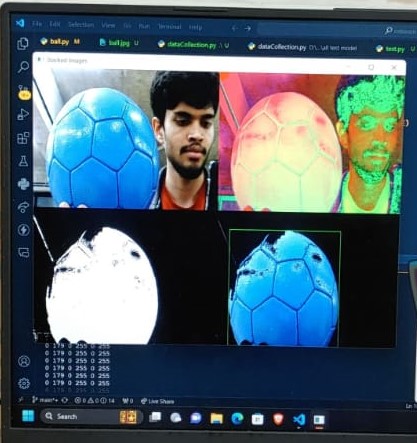 File Edit Selection View Go Run Terminal Help
ball.py M ball.jpg U dataCollection.py .\ U dataCollection.py D:\...\all test model test.py U
Stacked Images
0 179 0 255 0 255
0 179 0 255 0 255
0 179 0 255 0 255
0 179 0 255 0 255
0 179 0 255 0 255
0 179 0 255 0 255
main*+ 0 0 14 0 Live Share
Search